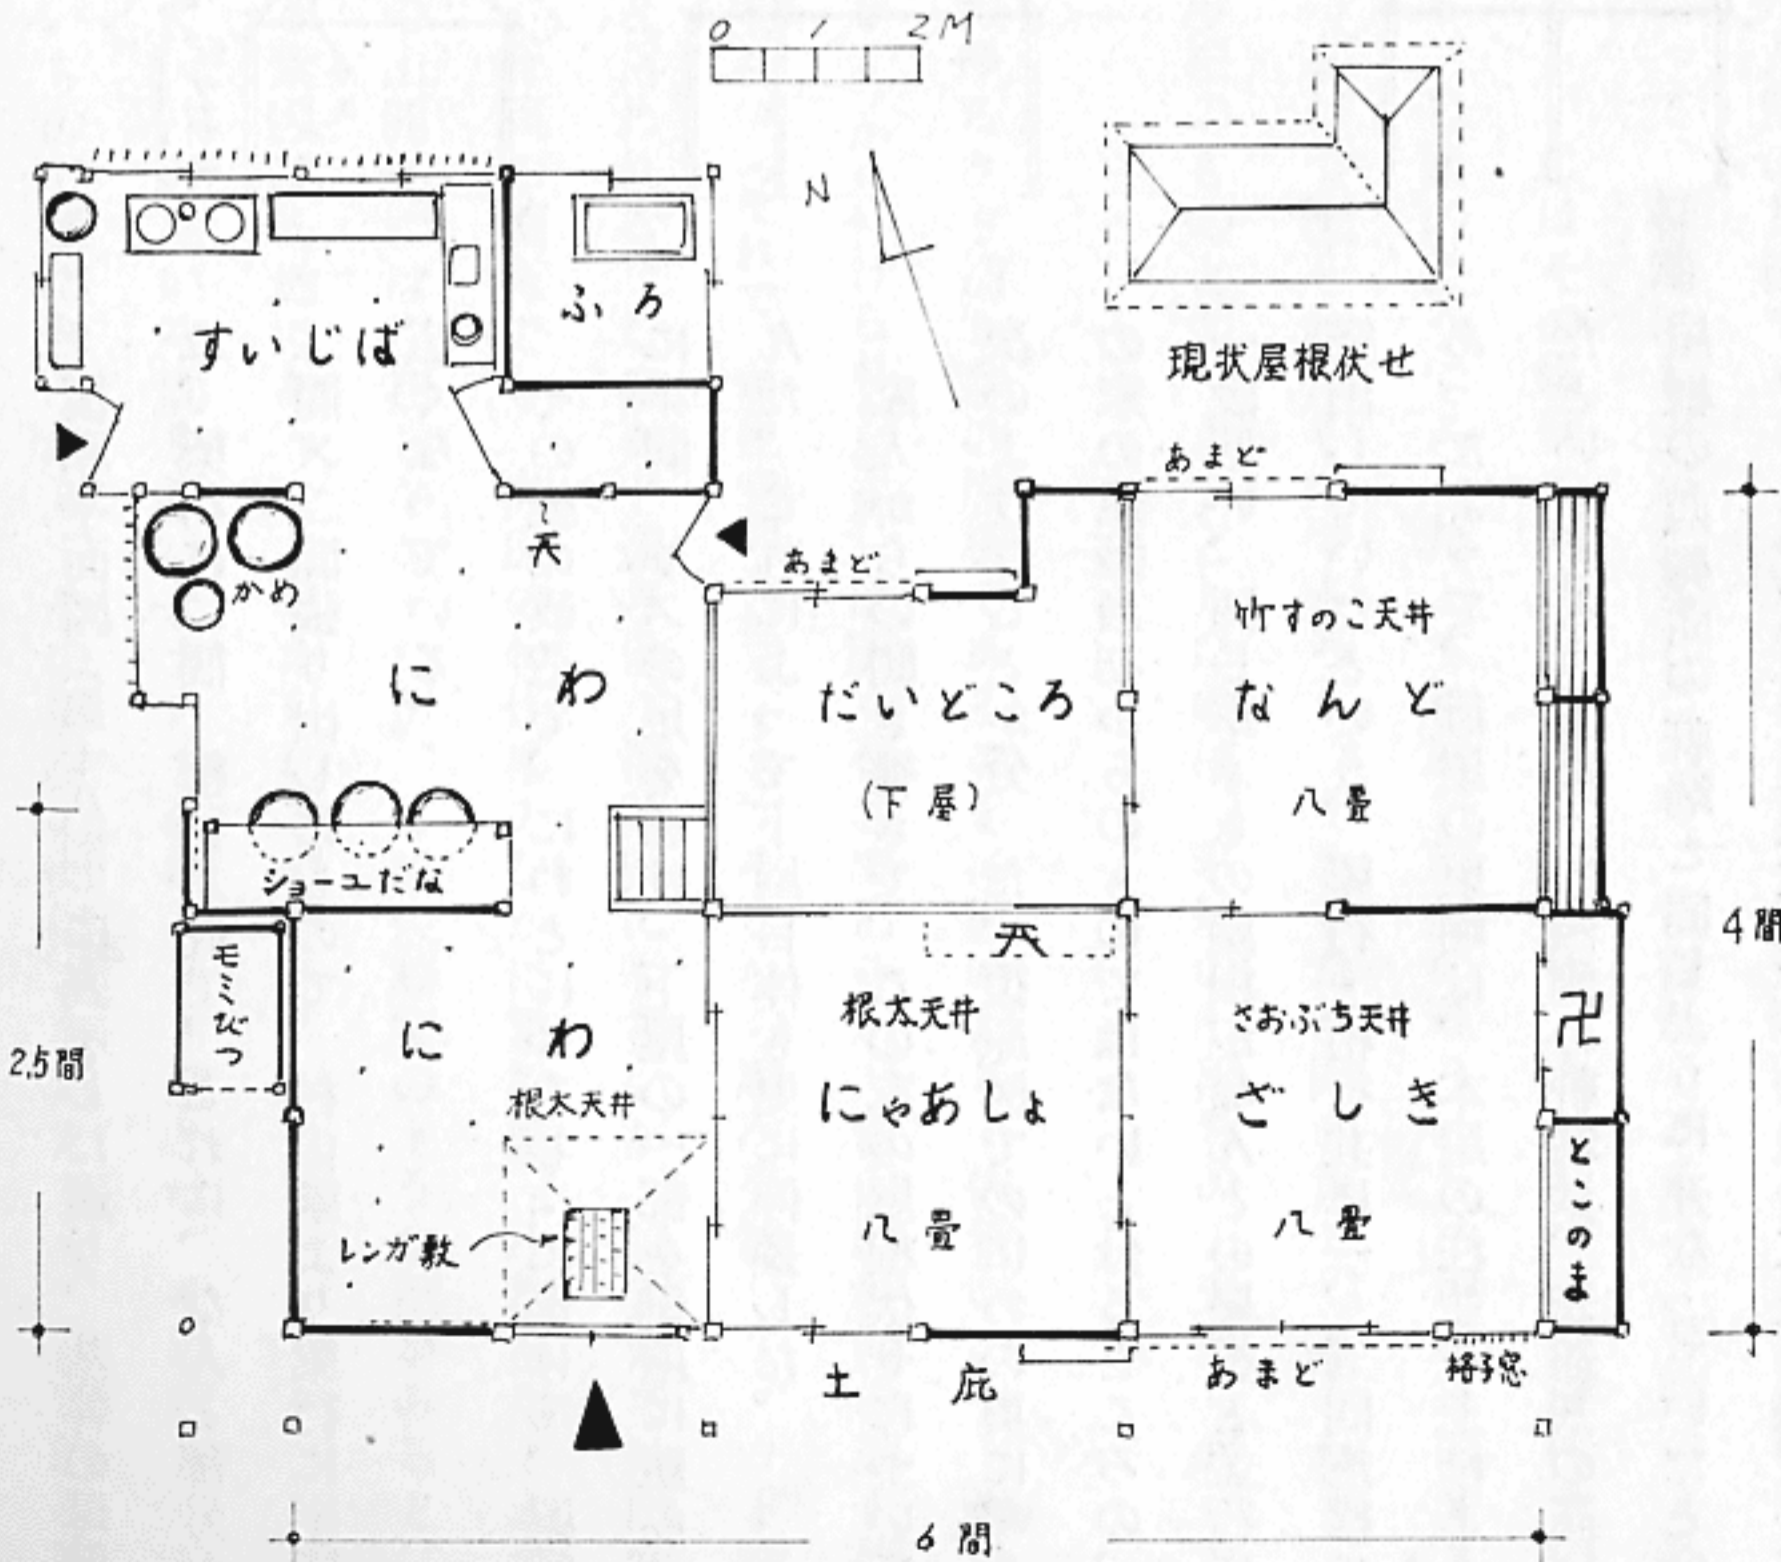 0 1 2M
N
現状屋根伏せ
すいじば
ふろ
あまど
天
あまど
かめ
にわ
だいどころ
(下屋)
竹すのこ天井
なんど
八畳
ショーユだな
4間
モミびつ
2.5間
にわ
根太天井
レンガ敷
根太天井
にゃあしょ
八畳
さおぶち天井
ざしき
八畳
卍
とこのま
土庇
あまど
格子窓
6間